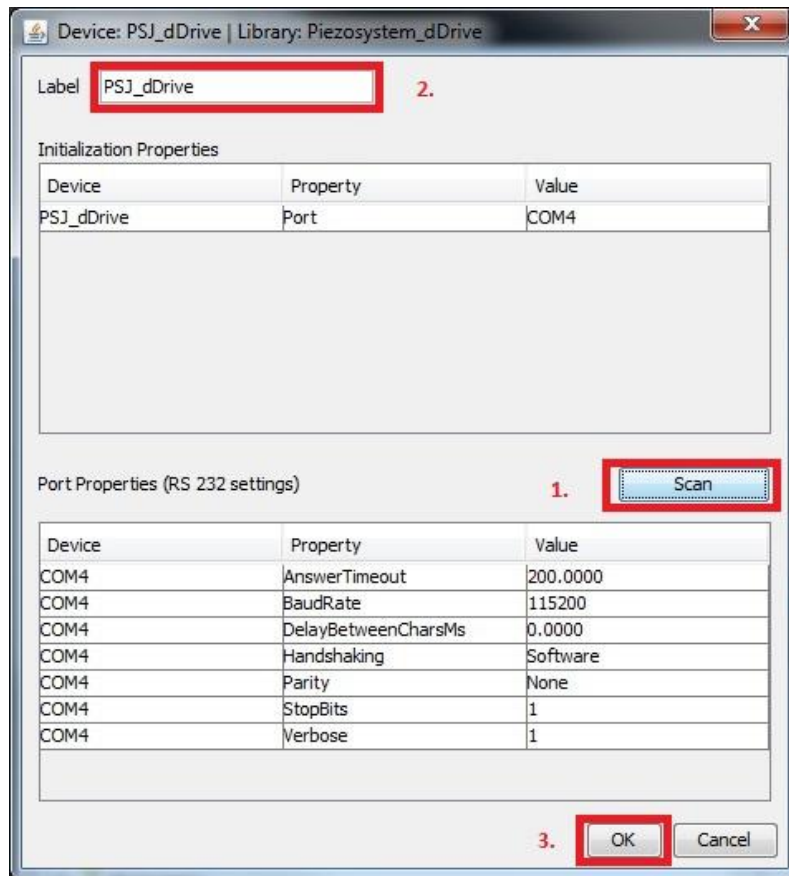 Device: PSJ_dDrive | Library: Piezosystem_dDrive
Label PSJ_dDrive 2.
Initialization Properties
Device Property Value
PSJ_dDrive Port COM4
Port Properties (RS 232 settings) 1. Scan
Device Property Value
COM4 AnswerTimeout 200.0000
COM4 BaudRate 115200
COM4 DelayBetweenCharsMs 0.0000
COM4 Handshaking Software
COM4 Parity None
COM4 StopBits 1
COM4 Verbose 1
3. OK Cancel